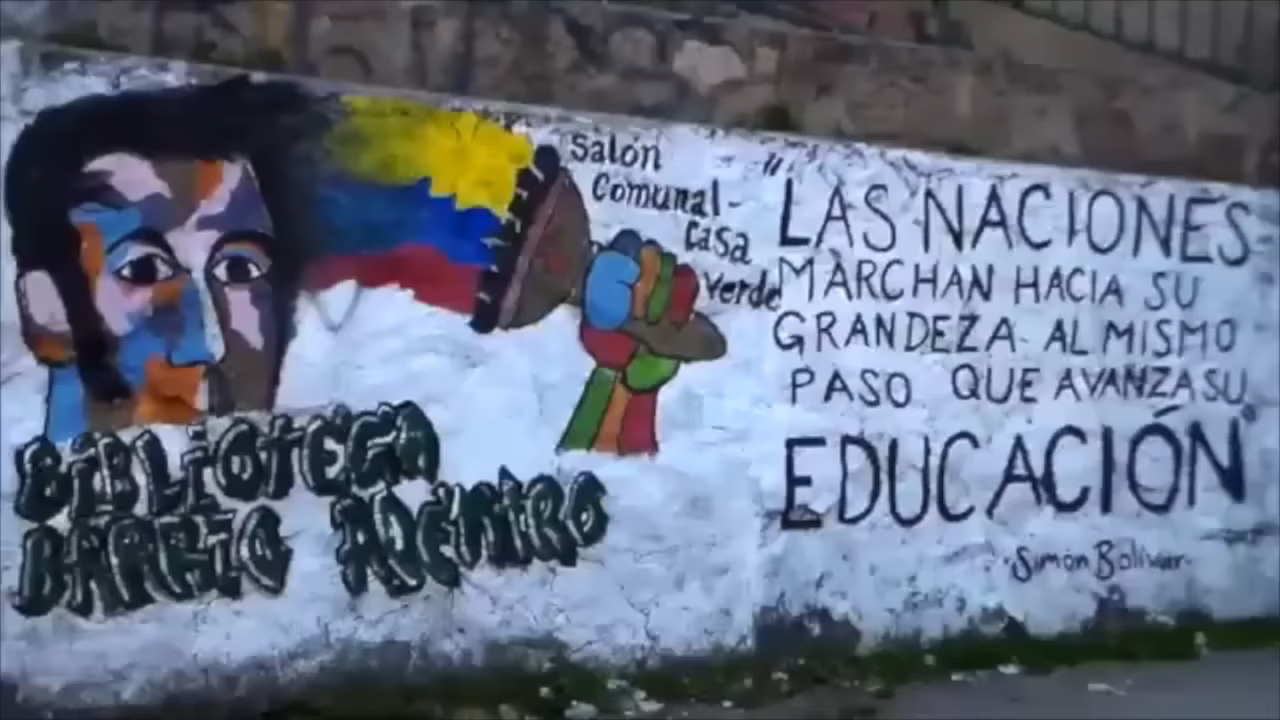 Salón
Comunal-
Casa
Verde
"LAS NACIONES
MARCHAN HACIA SU
GRANDEZA AL MISMO
PASO QUE AVANZA SU
EDUCACIÓN"
-Simón Bolívar-
BIBLIOTECA
BARRIO ADENTRO